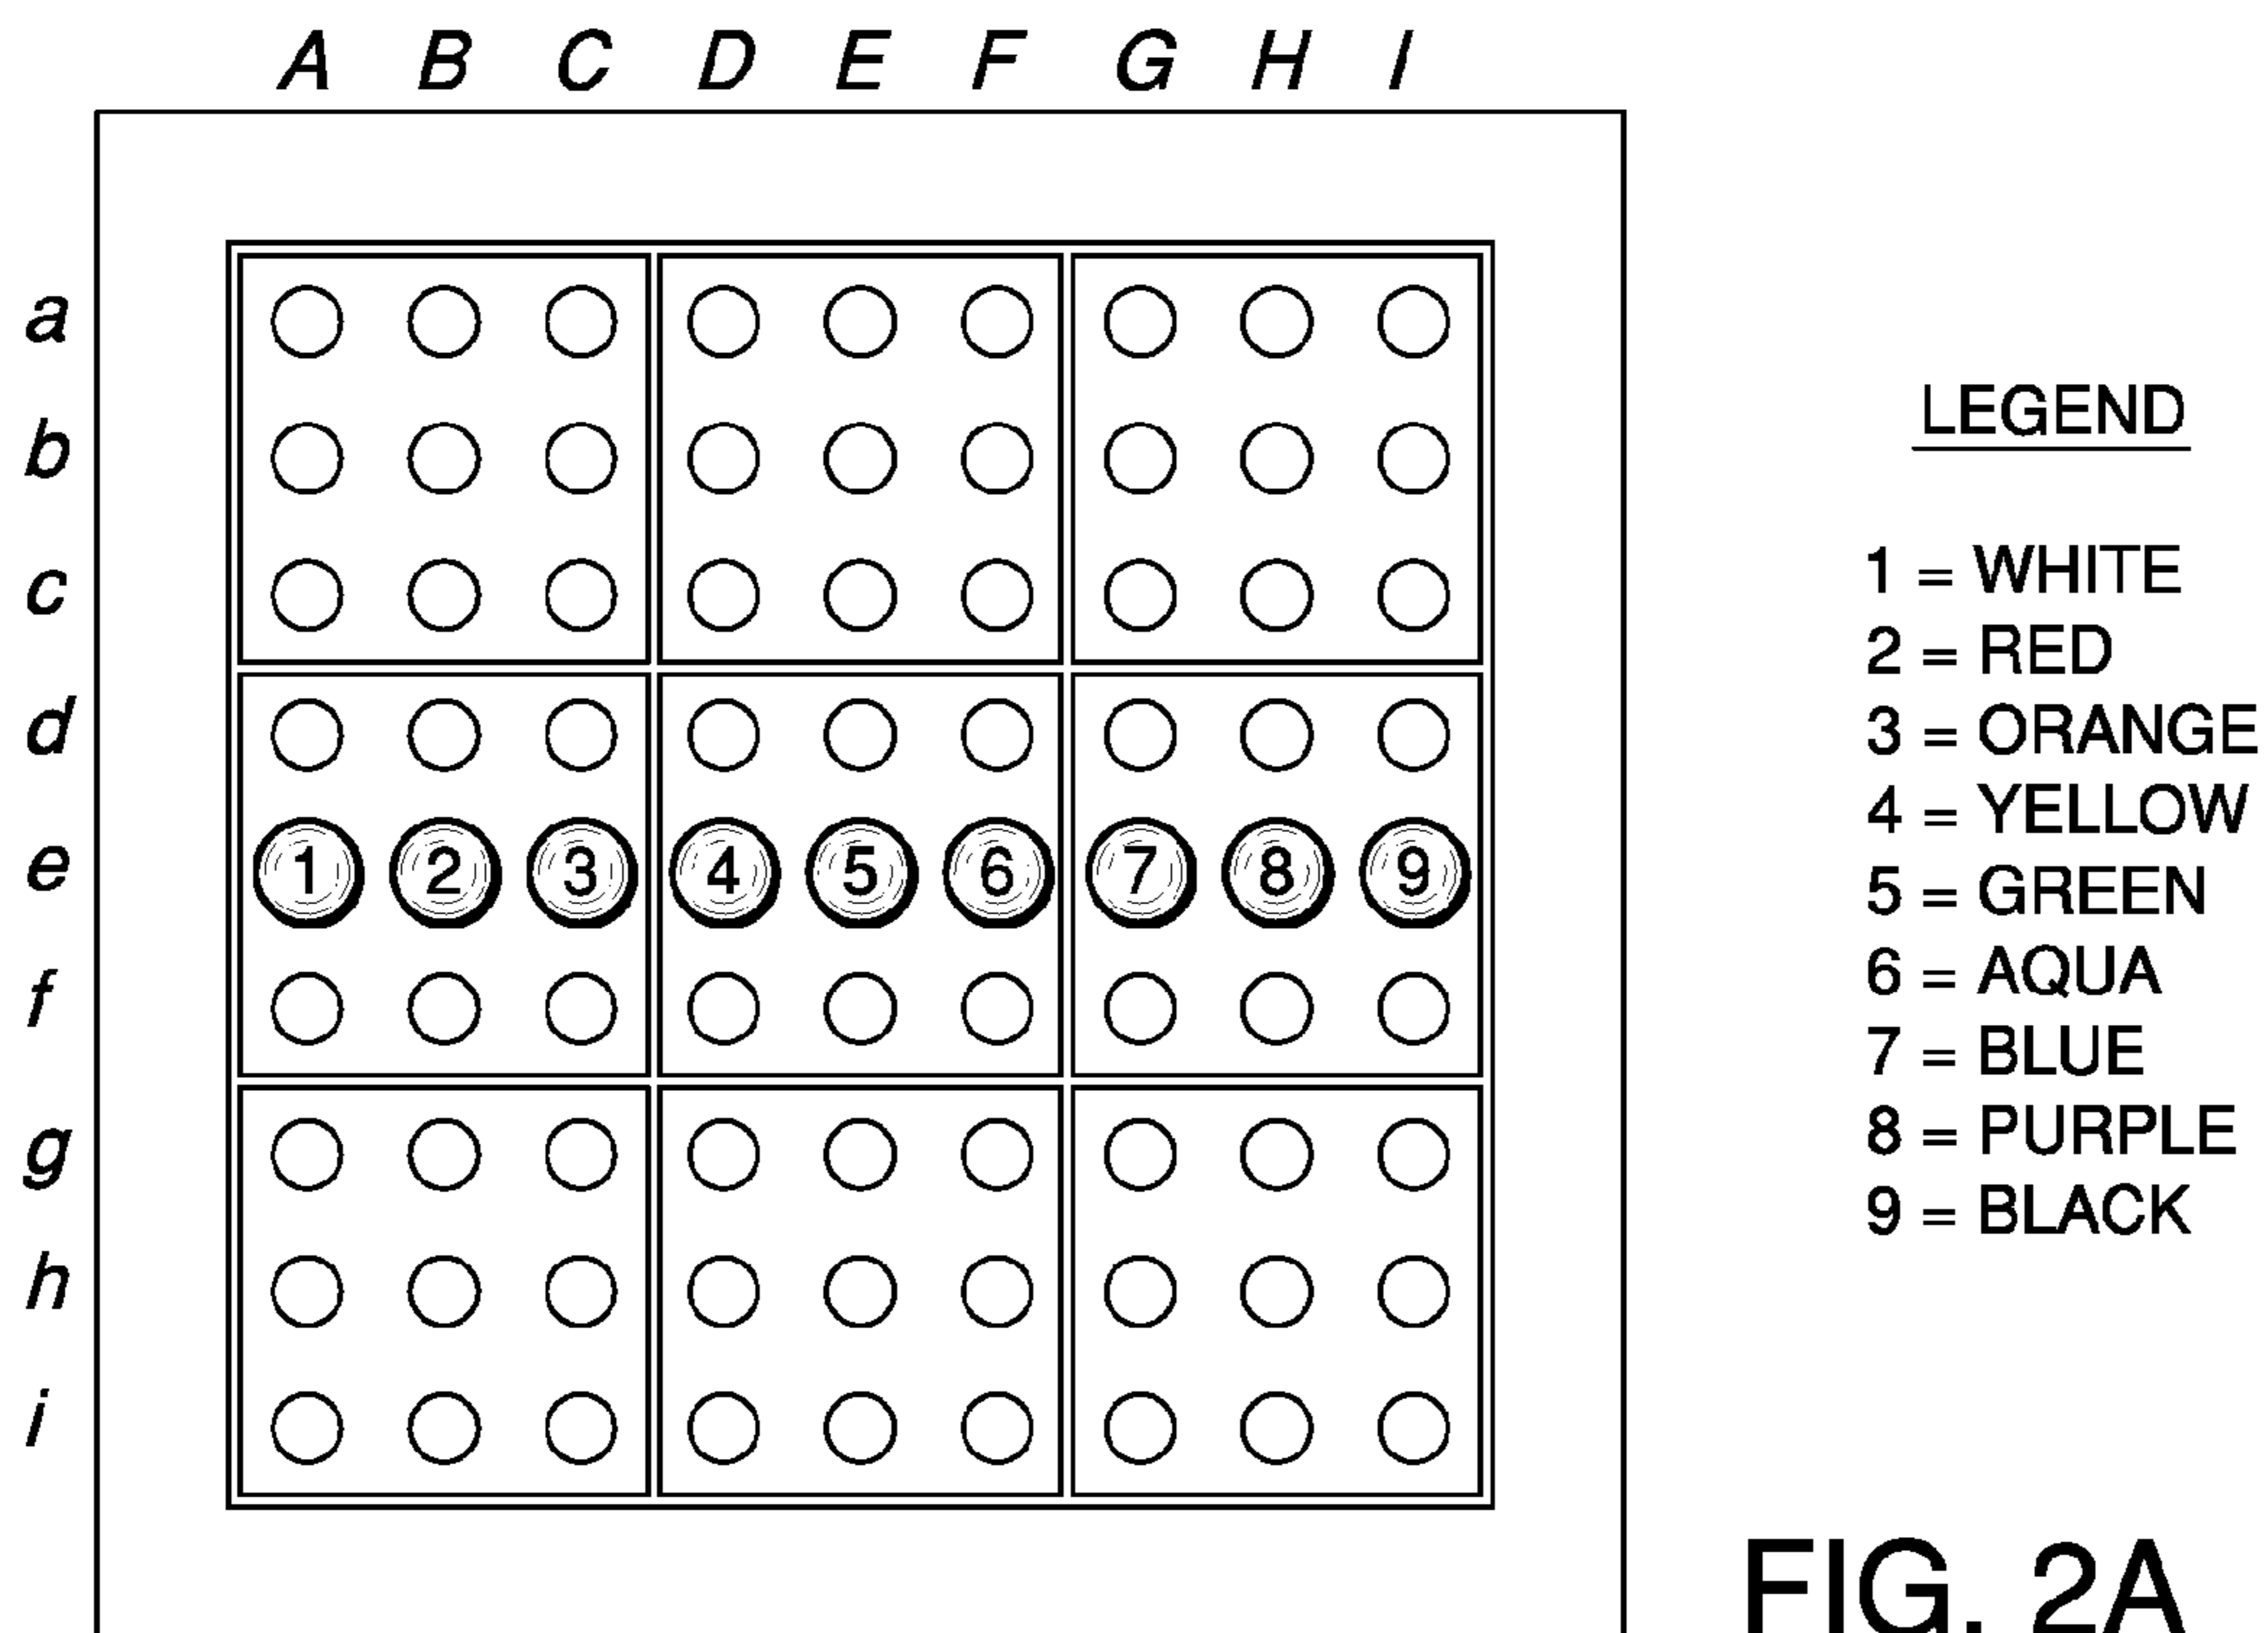 A B C D E F G H I
a
b
c
d
e 1 2 3 4 5 6 7 8 9
f
g
h
i
LEGEND
1 = WHITE
2 = RED
3 = ORANGE
4 = YELLOW
5 = GREEN
6 = AQUA
7 = BLUE
8 = PURPLE
9 = BLACK
FIG. 2A